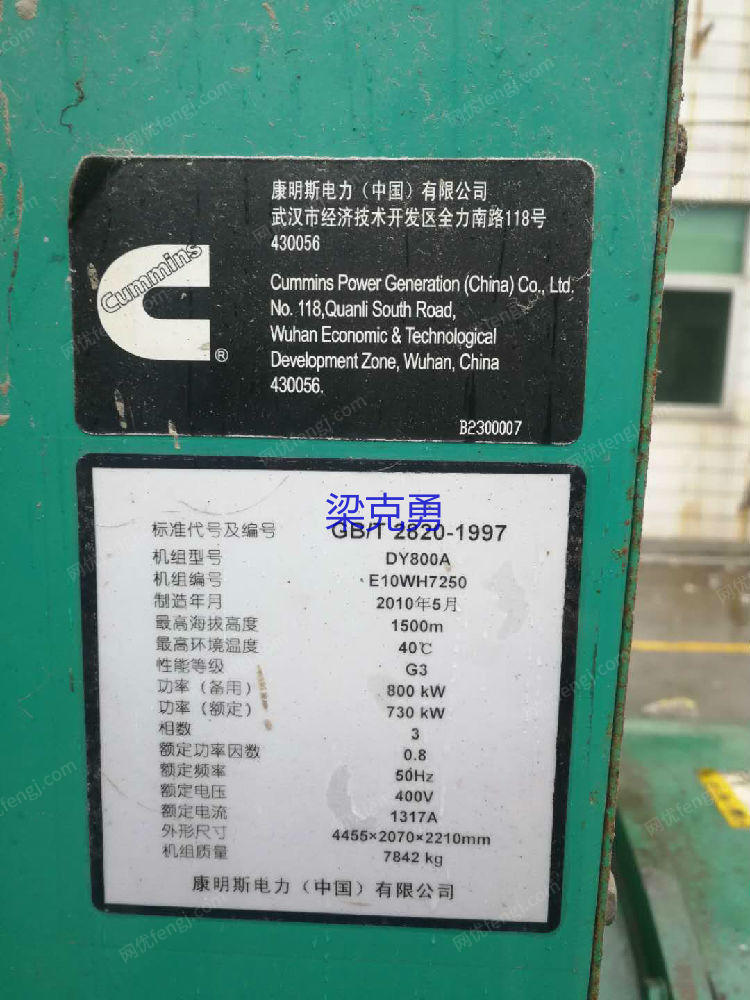 康明斯电力（中国）有限公司
武汉市经济技术开发区全力南路118号
430056
Cummins
®
Cummins Power Generation (China) Co., Ltd.
No. 118,Quanli South Road,
Wuhan Economic & Technological
Development Zone, Wuhan, China
430056.
B2300007
梁克勇
标准代号及编号 GB/T 2820-1997
机组型号 DY800A
机组编号 E10WH7250
制造年月 2010年5月
最高海拔高度 1500m
最高环境温度 40℃
性能等级 G3
功率（备用） 800 kW
功率（额定） 730 kW
相数 3
额定功率因数 0.8
额定频率 50Hz
额定电压 400V
额定电流 1317A
外形尺寸 4455×2070×2210mm
机组质量 7842 kg
康明斯电力（中国）有限公司
网优fengj.com